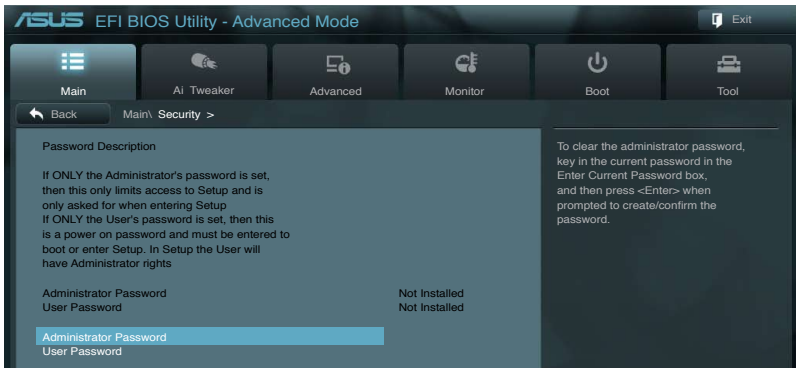 ASUS EFI BIOS Utility - Advanced Mode
Exit
Main
Ai Tweaker
Advanced
Monitor
Boot
Tool
Back
Main\ Security >
Password Description
If ONLY the Administrator's password is set,
then this only limits access to Setup and is
only asked for when entering Setup
If ONLY the User's password is set, then this
is a power on password and must be entered to
boot or enter Setup. In Setup the User will
have Administrator rights
Administrator Password Not Installed
User Password Not Installed
Administrator Password
User Password
To clear the administrator password,
key in the current password in the
Enter Current Password box,
and then press <Enter> when
prompted to create/confirm the
password.